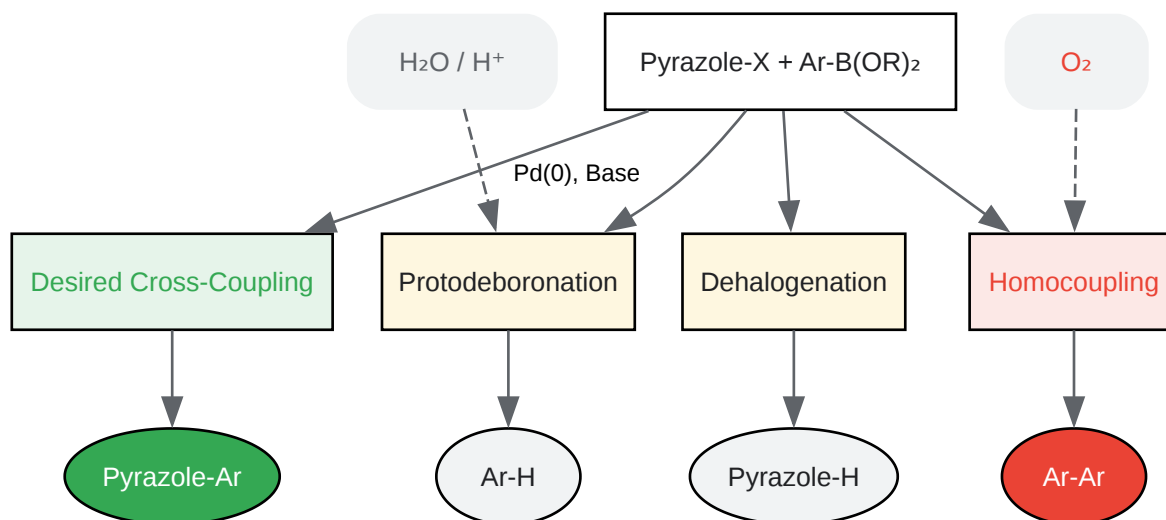 H₂O / H⁺
Pyrazole-X + Ar-B(OR)₂
O₂
Pd(0), Base
Desired Cross-Coupling
Protodeboronation
Dehalogenation
Homocoupling
Pyrazole-Ar
Ar-H
Pyrazole-H
Ar-Ar